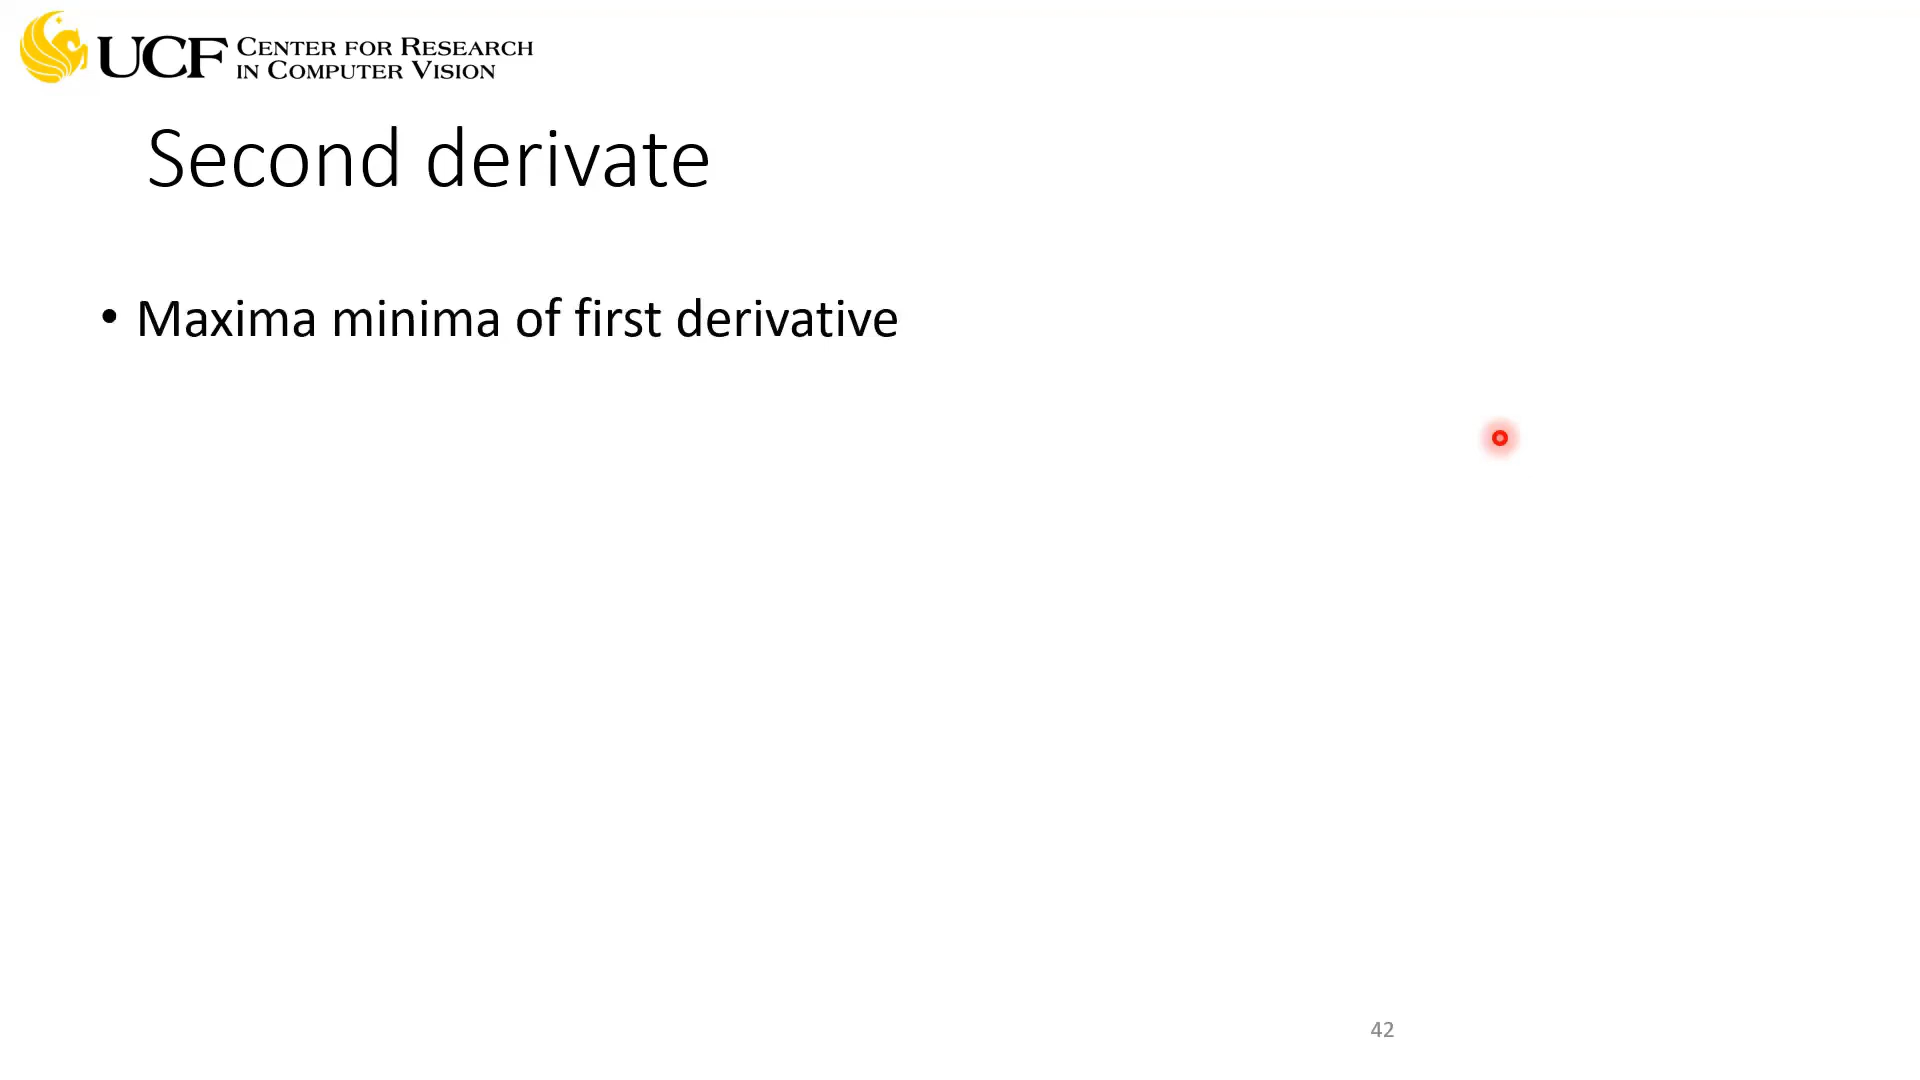 UCF CENTER FOR RESEARCH
IN COMPUTER VISION
Second derivate
• Maxima minima of first derivative
42